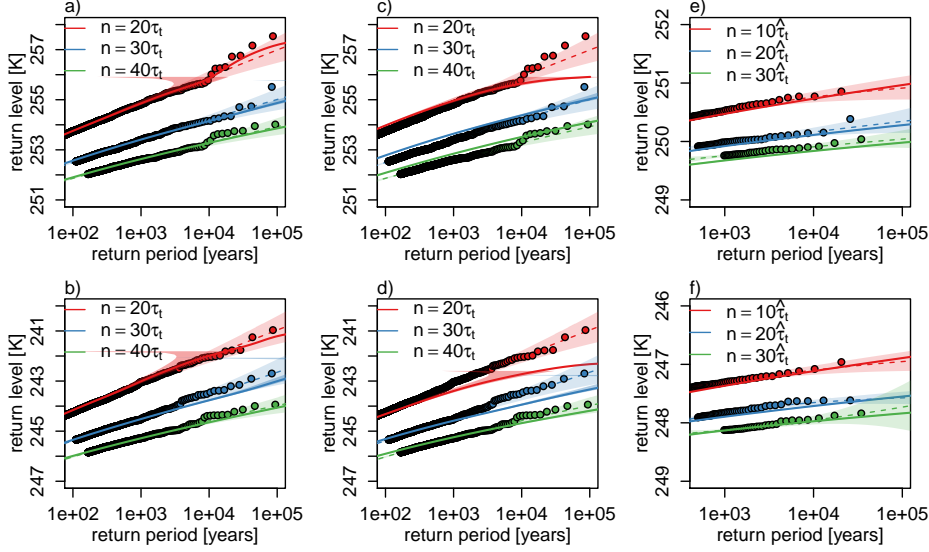 a)
return level [K]
257
255
253
251
n = 20τt
n = 30τt
n = 40τt
1e+02 1e+03 1e+04 1e+05
return period [years]
c)
return level [K]
257
255
253
251
n = 20τt
n = 30τt
n = 40τt
1e+02 1e+03 1e+04 1e+05
return period [years]
e)
return level [K]
252
251
250
249
n = 10τ̂t
n = 20τ̂t
n = 30τ̂t
1e+03 1e+04 1e+05
return period [years]
b)
return level [K]
241
243
245
247
n = 20τt
n = 30τt
n = 40τt
1e+02 1e+03 1e+04 1e+05
return period [years]
d)
return level [K]
241
243
245
247
n = 20τt
n = 30τt
n = 40τt
1e+02 1e+03 1e+04 1e+05
return period [years]
f)
return level [K]
246
247
248
249
n = 10τ̂t
n = 20τ̂t
n = 30τ̂t
1e+03 1e+04 1e+05
return period [years]